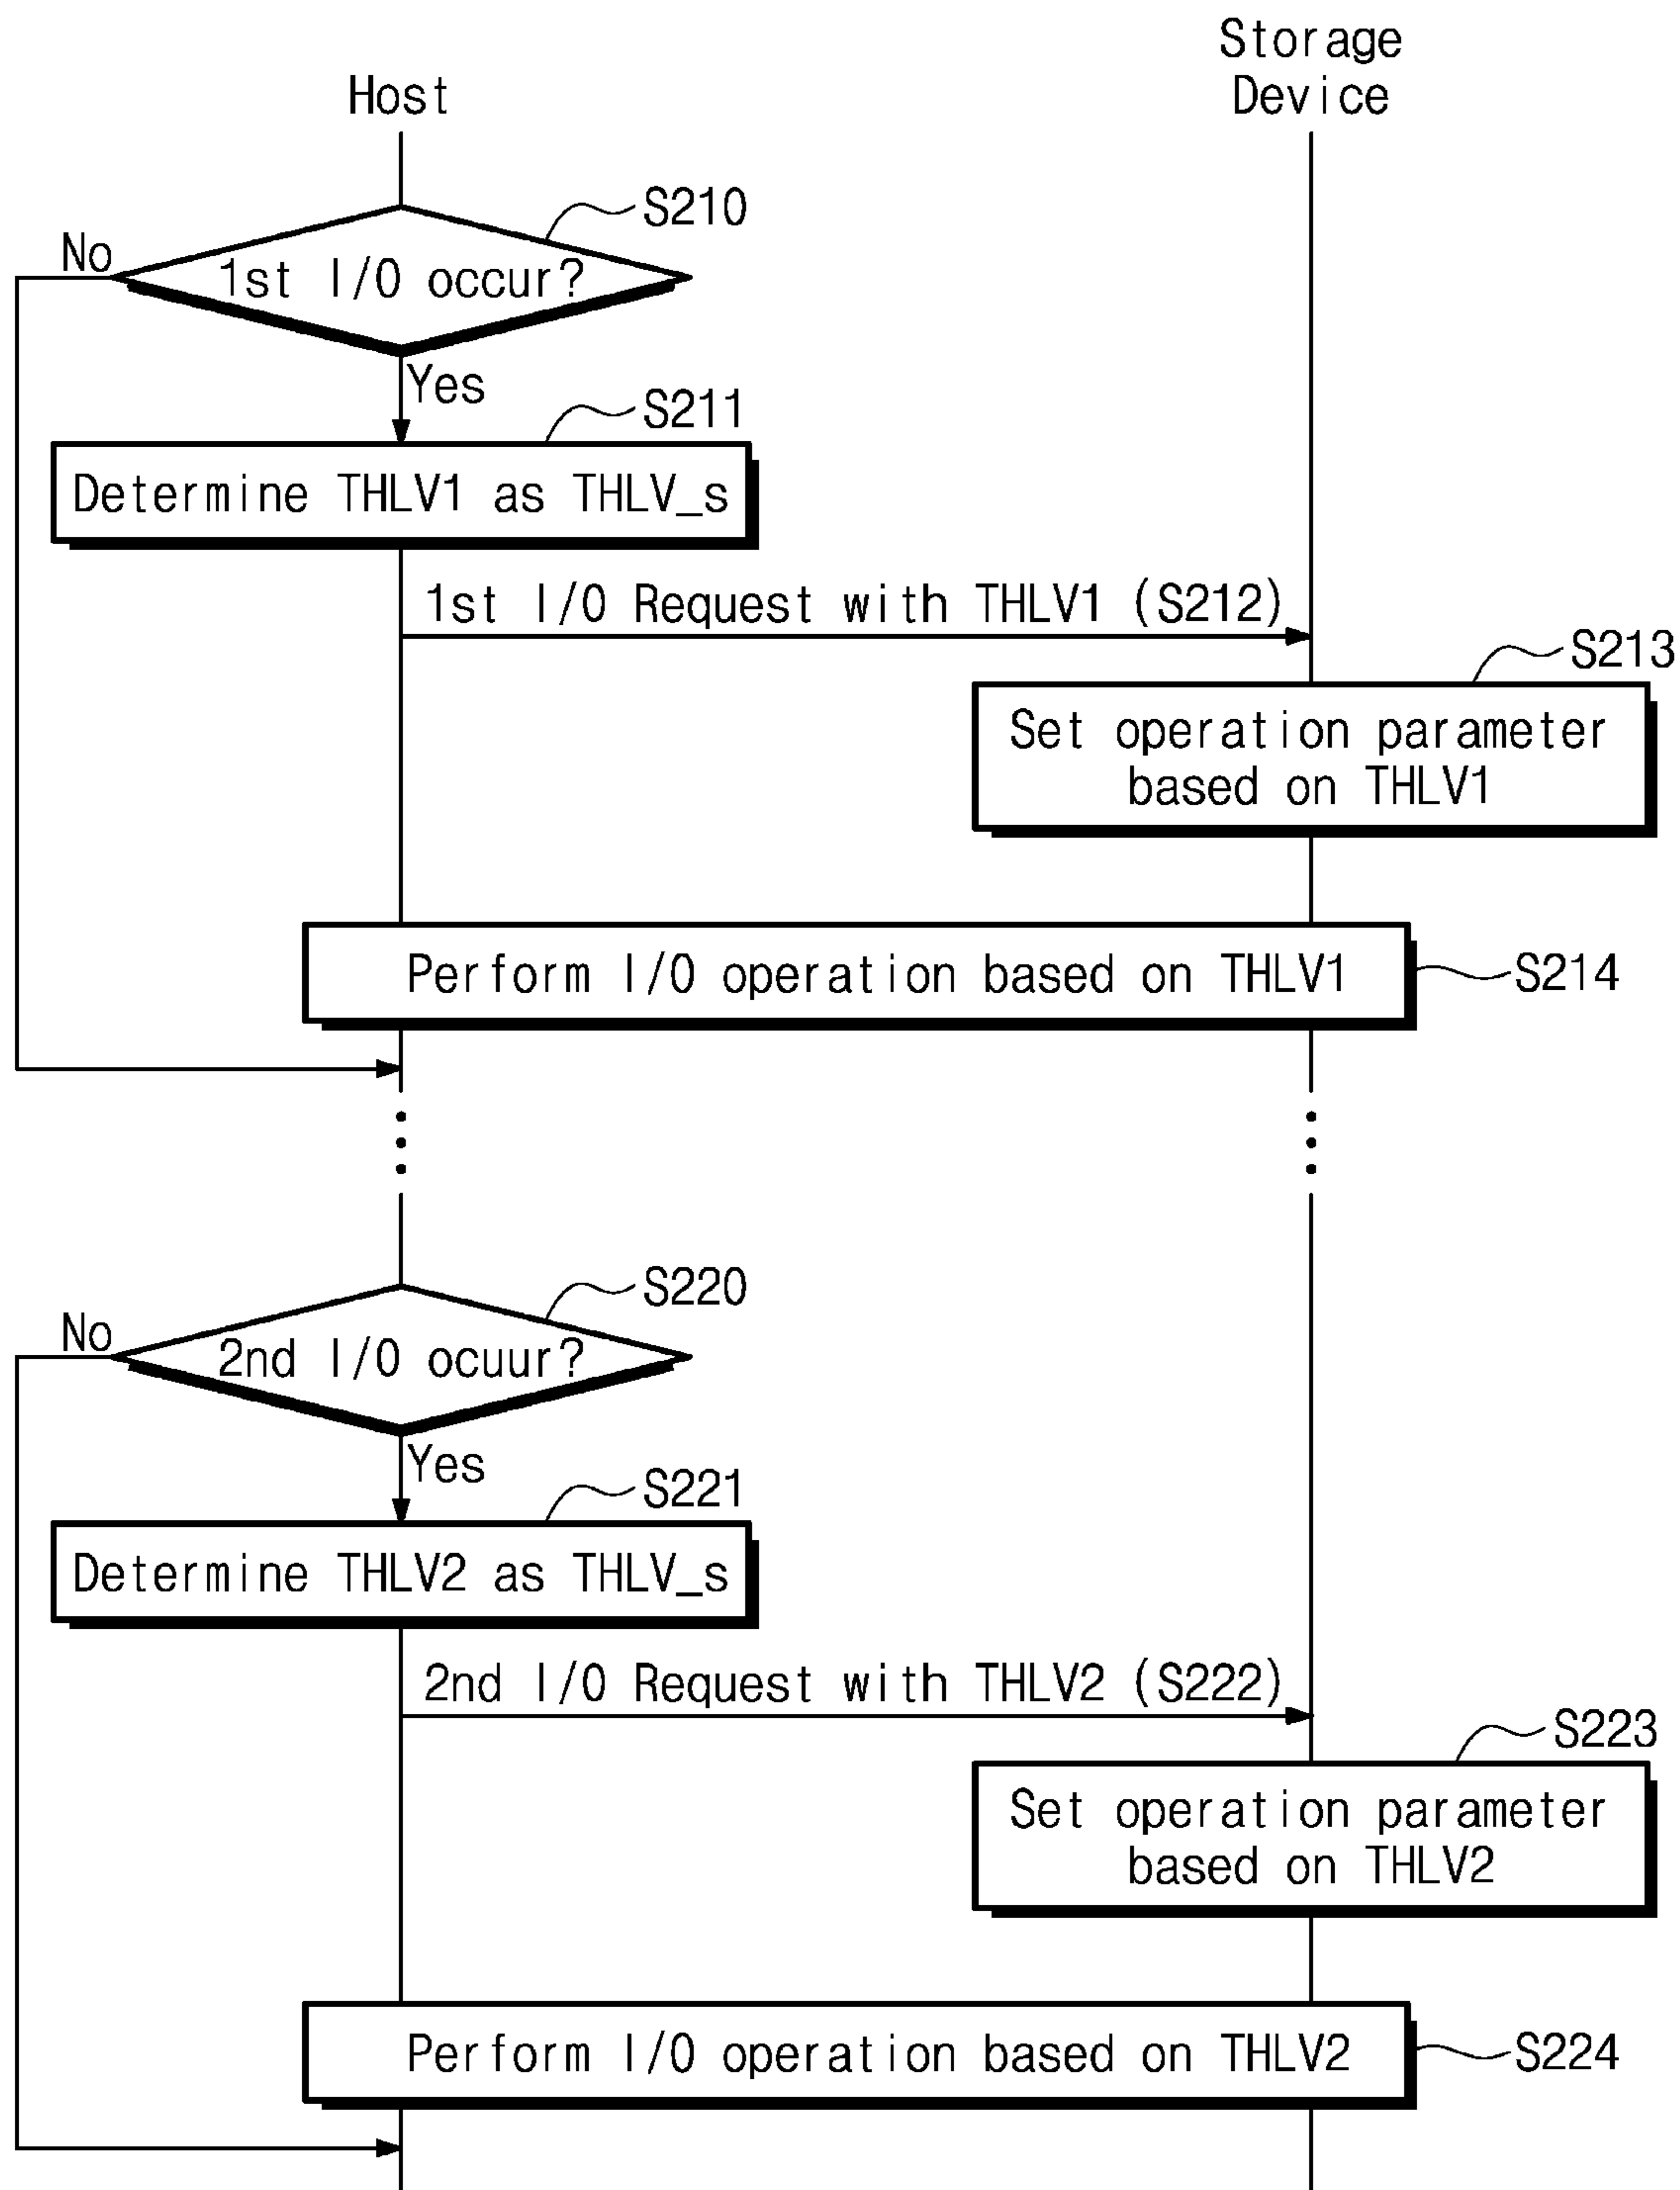 Storage
Device
Host
S210
No
1st I/O occur?
Yes
S211
Determine THLV1 as THLV_s
1st I/O Request with THLV1 (S212)
S213
Set operation parameter
based on THLV1
Perform I/O operation based on THLV1
S214
S220
No
2nd I/O ocuur?
Yes
S221
Determine THLV2 as THLV_s
2nd I/O Request with THLV2 (S222)
S223
Set operation parameter
based on THLV2
Perform I/O operation based on THLV2
S224